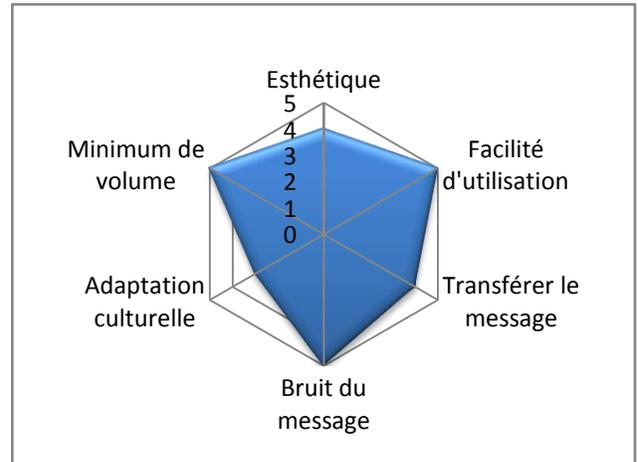 Esthétique
5
4
3
2
1
0
Facilité
d'utilisation
Transférer le
message
Bruit du
message
Adaptation
culturelle
Minimum de
volume